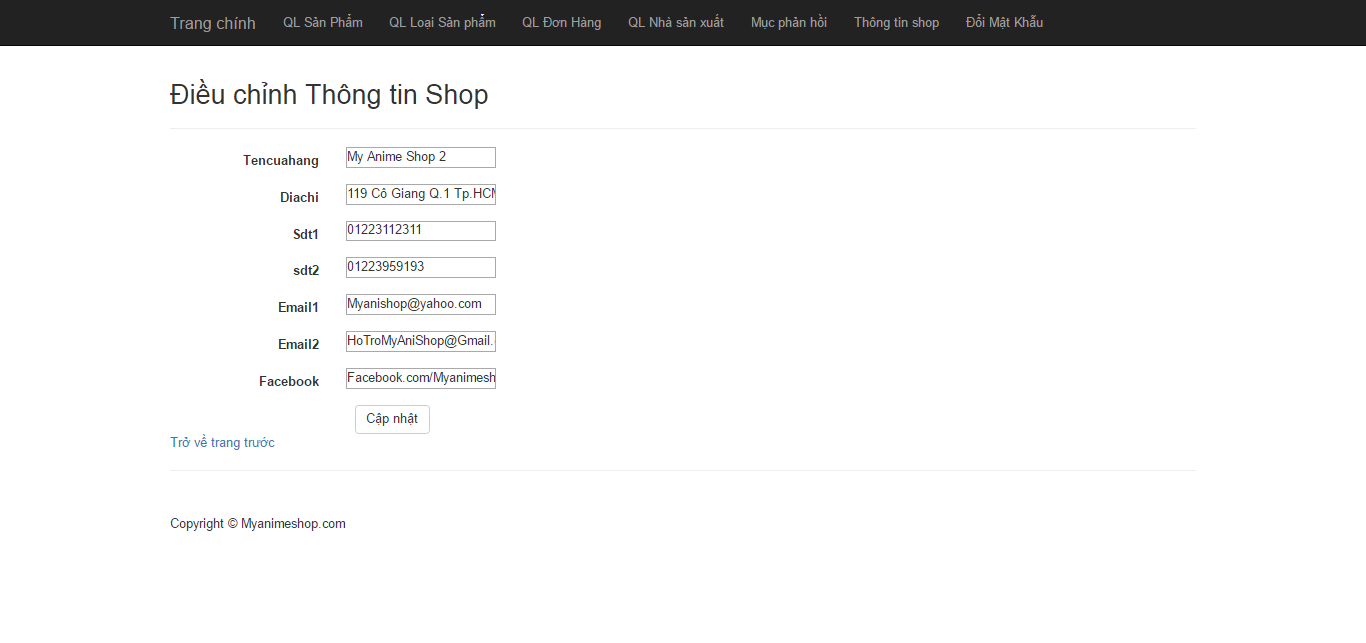 Trang chính QL Sản Phẩm QL Loại Sản phẩm QL Đơn Hàng QL Nhà sản xuất Mục phản hồi Thông tin shop Đổi Mật Khẩu
Điều chỉnh Thông tin Shop
Tencuahang My Anime Shop 2
Diachi 119 Cô Giang Q.1 Tp.HCM
Sdt1 01223112311
sdt2 01223959193
Email1 Myanishop@yahoo.com
Email2 HoTroMyAniShop@Gmail.
Facebook Facebook.com/Myanimesh
Cập nhật
Trở về trang trước
Copyright © Myanimeshop.com